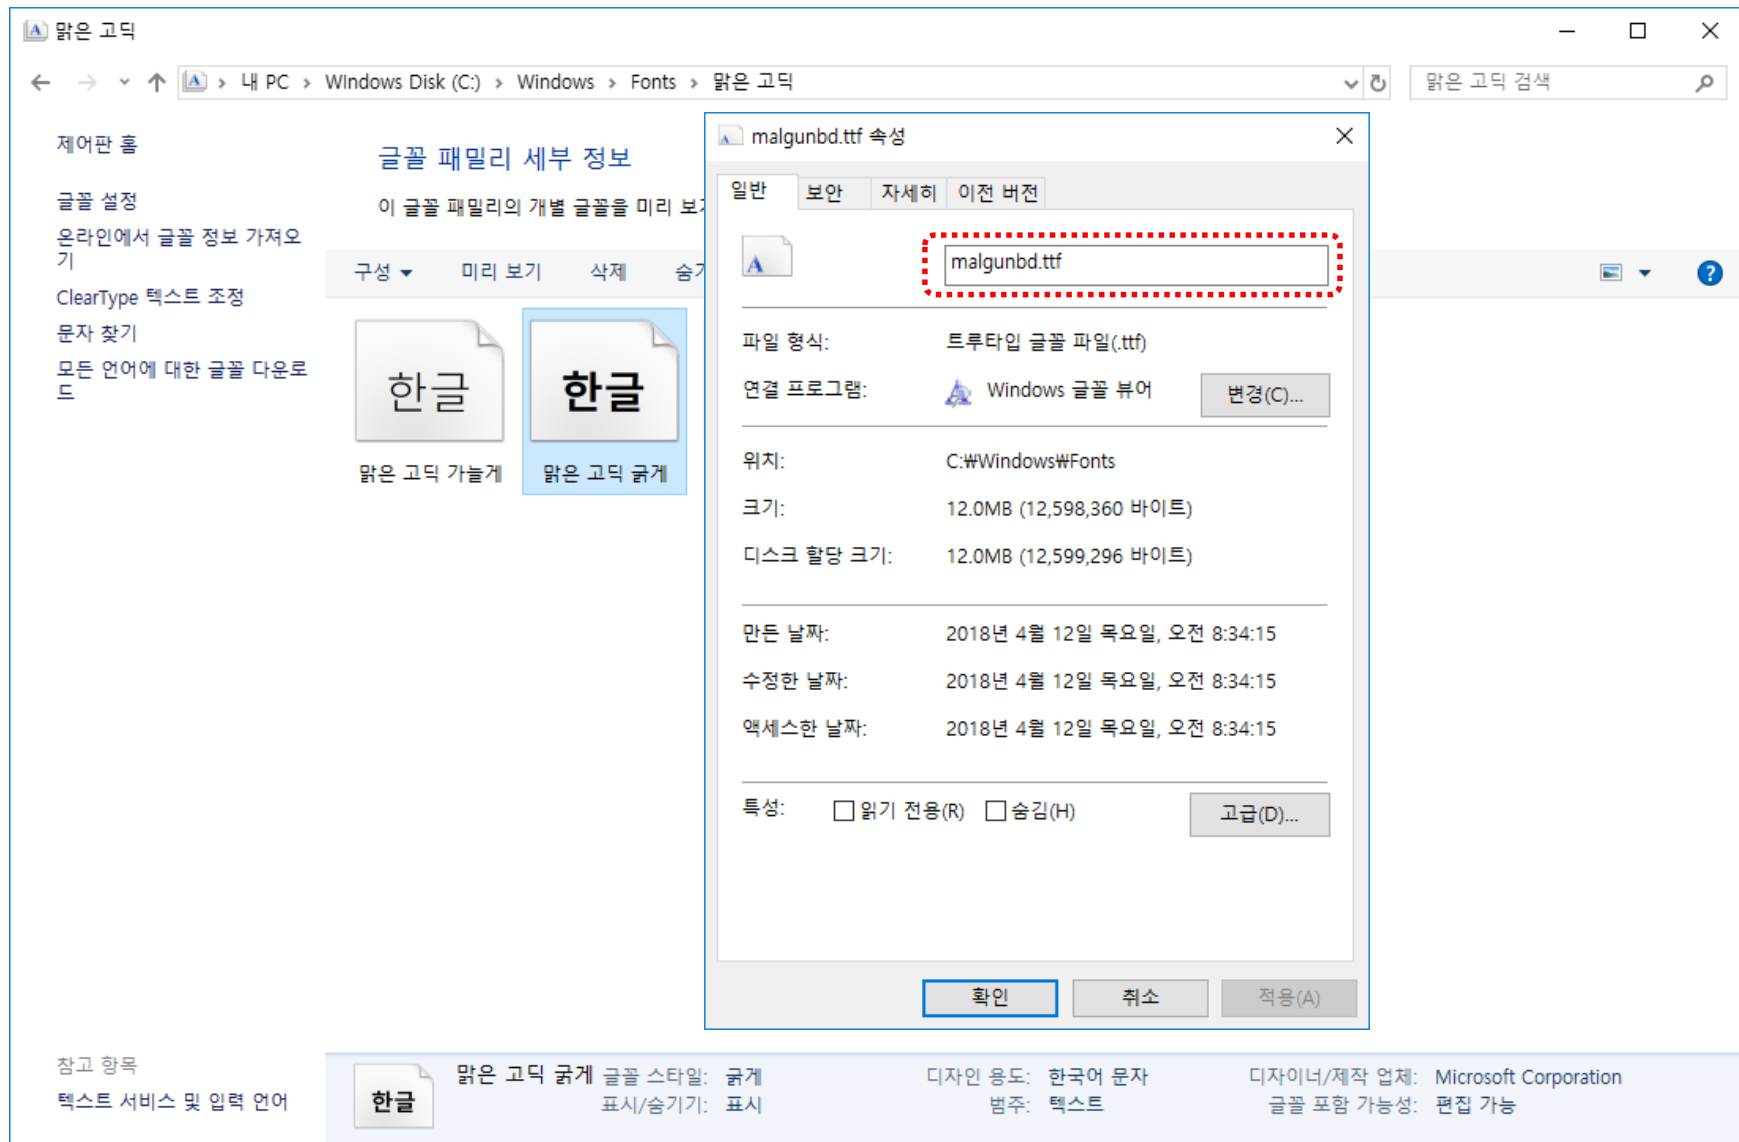 맑은 고딕
내 PC > WIndows Disk (C:) > Windows > Fonts > 맑은 고딕
맑은 고딕 검색
제어판 홈
글꼴 설정
온라인에서 글꼴 정보 가져오
기
ClearType 텍스트 조정
문자 찾기
모든 언어에 대한 글꼴 다운로
드
글꼴 패밀리 세부 정보
이 글꼴 패밀리의 개별 글꼴을 미리 보
구성 미리 보기 삭제
한글
맑은 고딕 가늘게
한글
맑은 고딕 굵게
malgunbd.ttf 속성
일반 보안 자세히 이전 버전
A
malgunbd.ttf
파일 형식: 트루타입 글꼴 파일(.ttf)
연결 프로그램: Windows 글꼴 뷰어 변경(C)...
위치: C:₩Windows₩Fonts
크기: 12.0MB (12,598,360 바이트)
디스크 할당 크기: 12.0MB (12,599,296 바이트)
만든 날짜: 2018년 4월 12일 목요일, 오전 8:34:15
수정한 날짜: 2018년 4월 12일 목요일, 오전 8:34:15
액세스한 날짜: 2018년 4월 12일 목요일, 오전 8:34:15
특성: 읽기 전용(R) 숨김(H) 고급(D)...
확인 취소 적용(A)
참고 항목
텍스트 서비스 및 입력 언어
한글
맑은 고딕 굵게 글꼴 스타일: 굵게 디자인 용도: 한국어 문자 디자이너/제작 업체: Microsoft Corporation
표시/숨기기: 표시 범주: 텍스트 글꼴 포함 가능성: 편집 가능